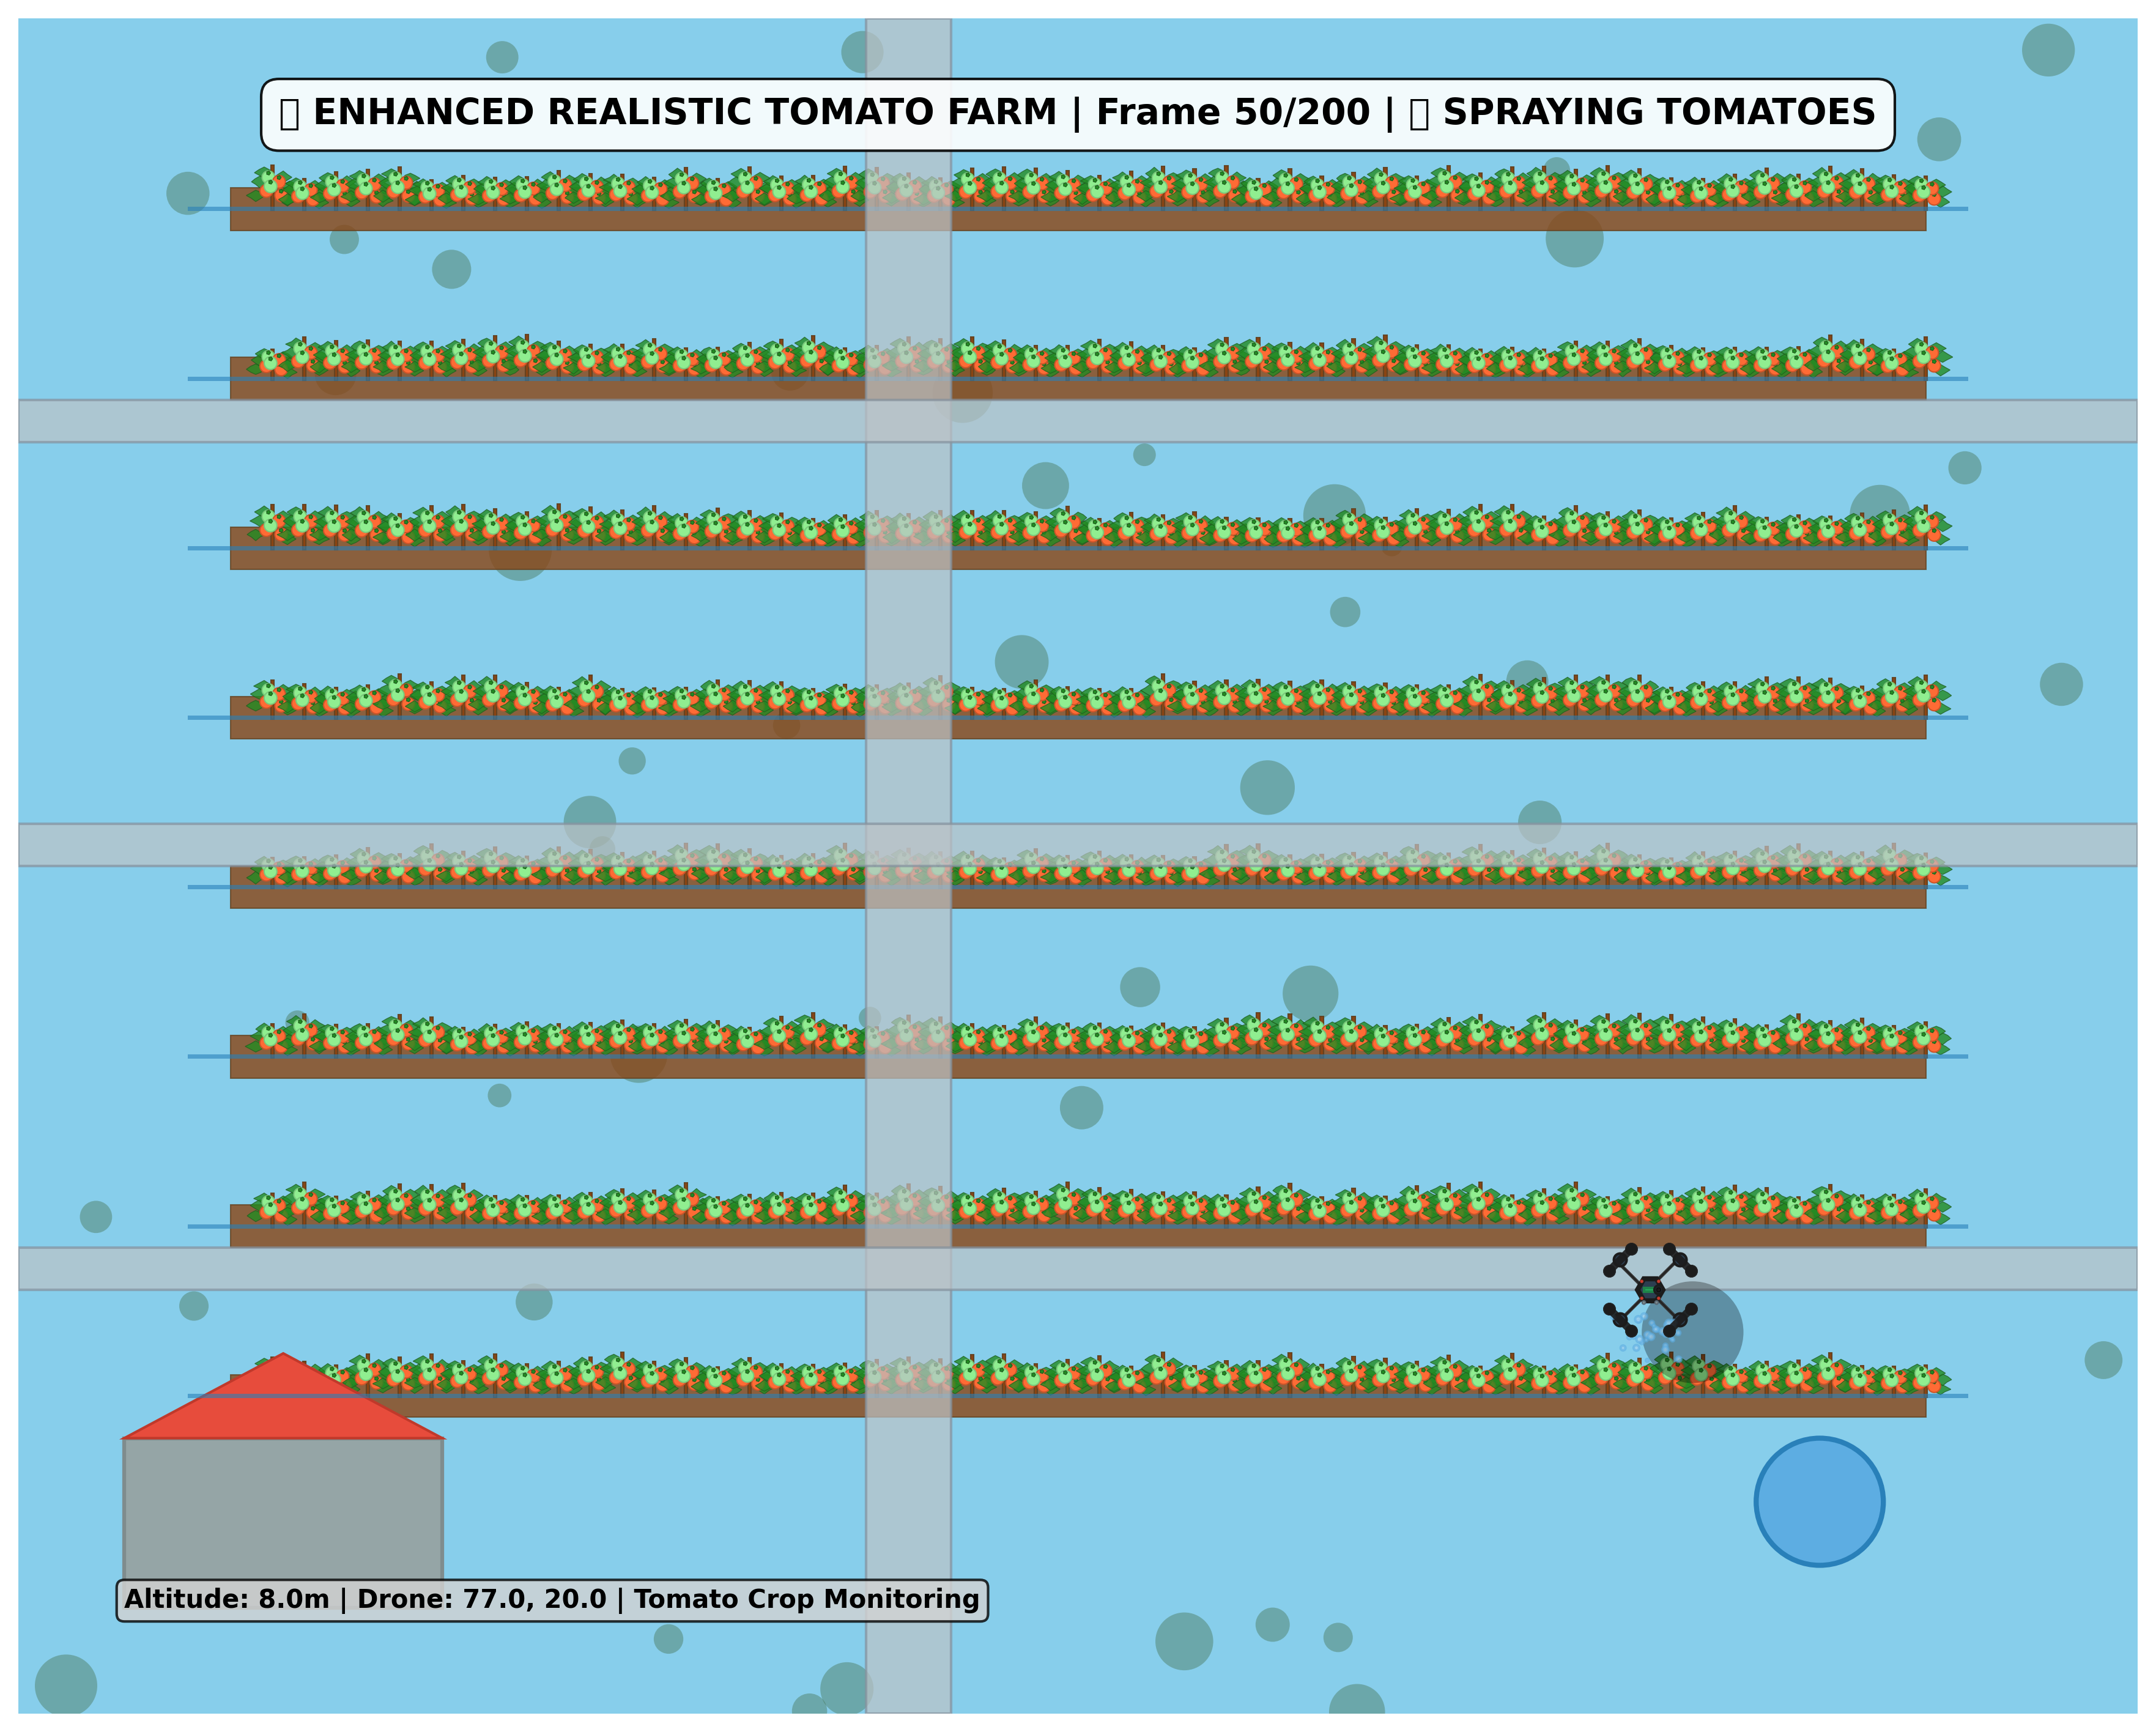 ENHANCED REALISTIC TOMATO FARM | Frame 50/200 | SPRAYING TOMATOES
Altitude: 8.0m | Drone: 77.0, 20.0 | Tomato Crop Monitoring